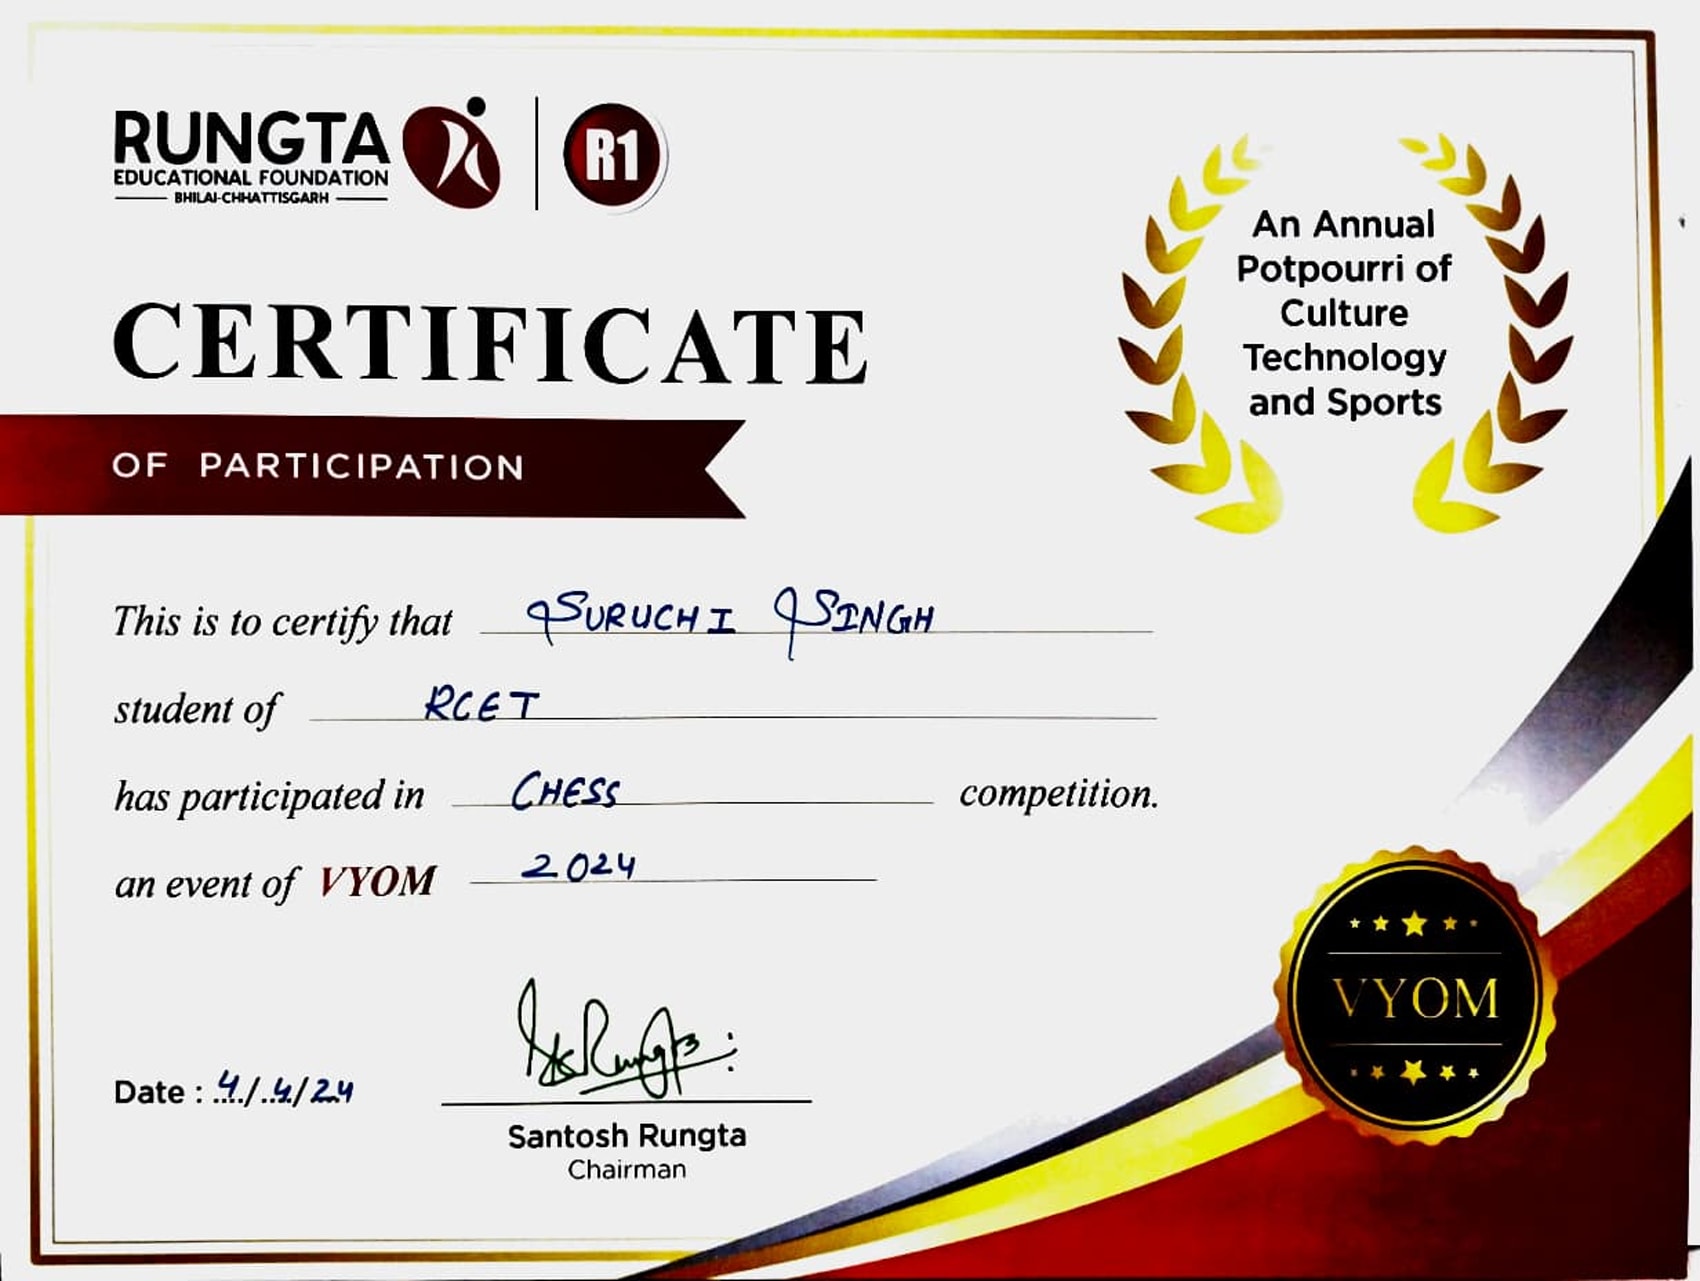 RUNGTA
EDUCATIONAL FOUNDATION
BHILAI-CHHATTISGARH
R1
An Annual
Potpourri of
Culture
Technology
and Sports
CERTIFICATE
OF PARTICIPATION
This is to certify that SURUCHI SINGH
student of RCET
has participated in CHESS competition.
an event of VYOM 2024
VYOM
Date : 4/4/24
Santosh Rungta
Chairman